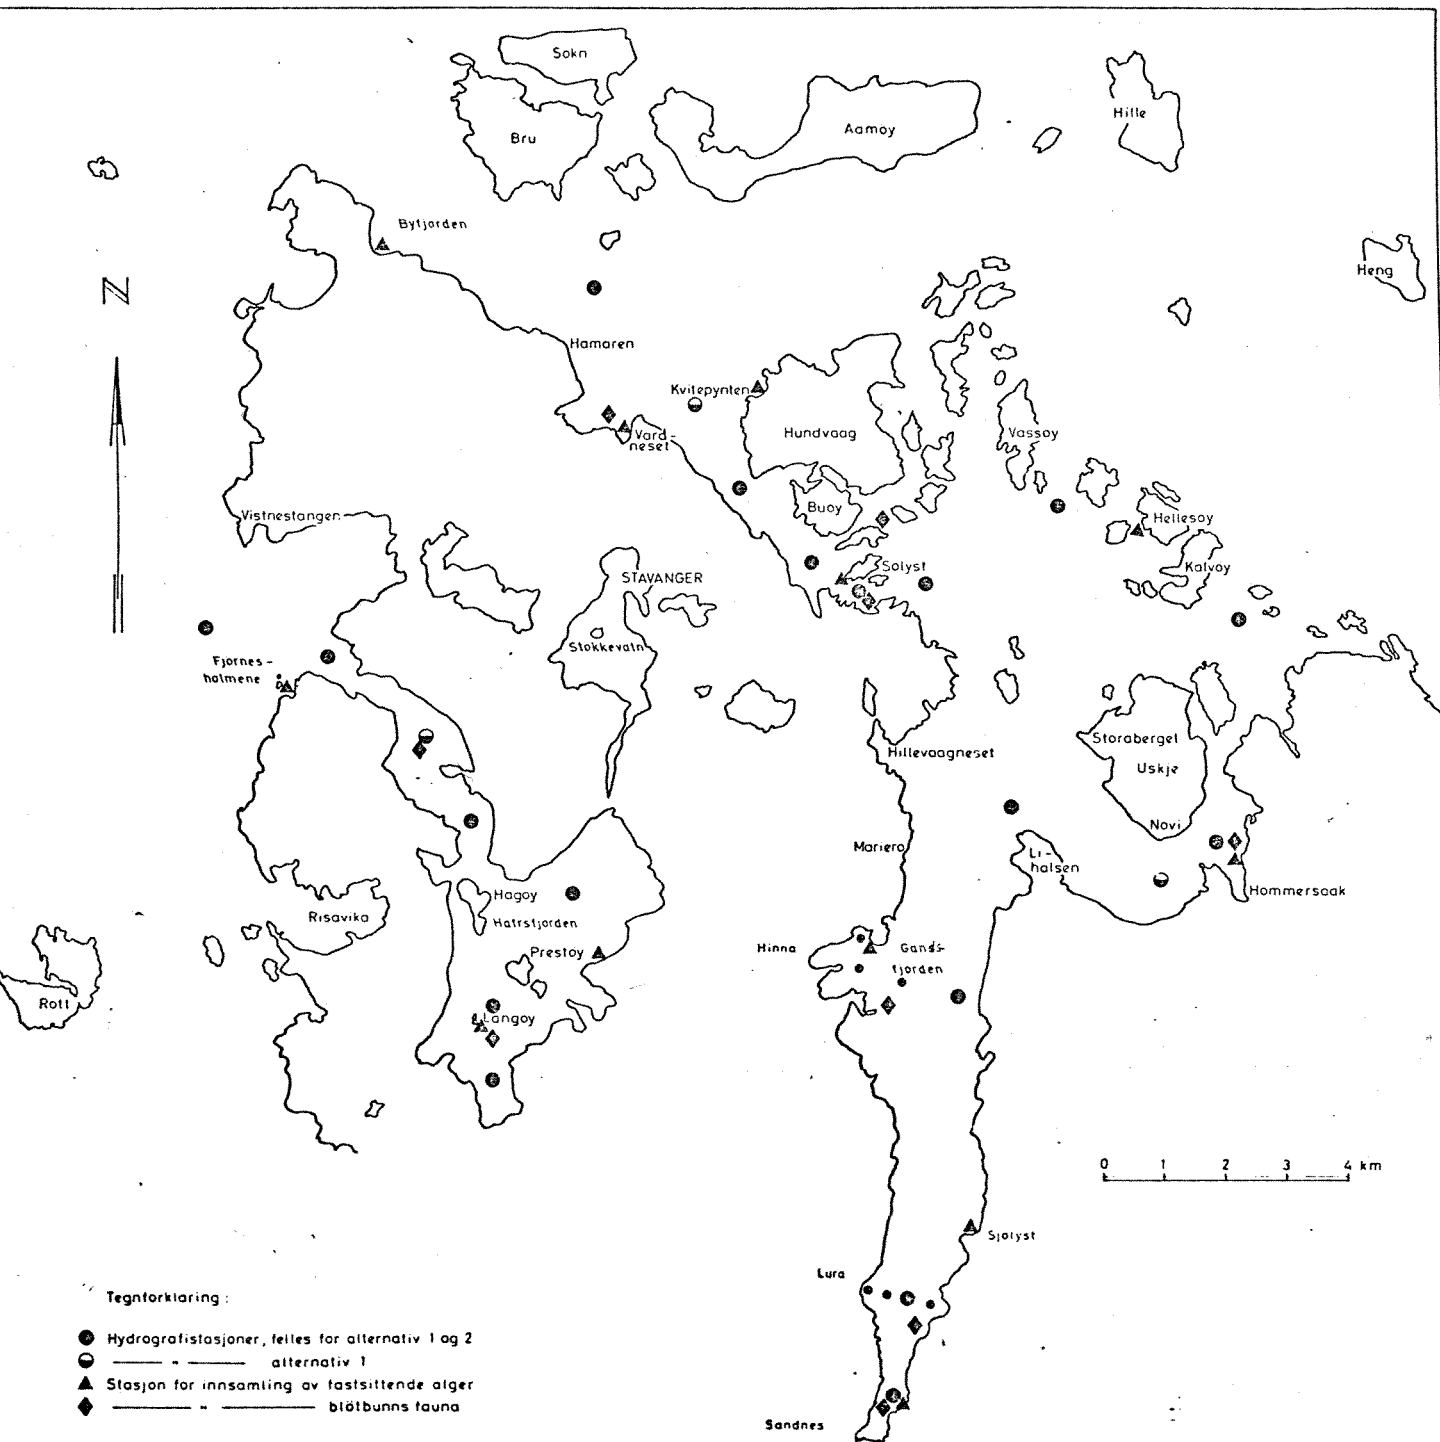 Sokn
Hille
Bru
Aamoy
Byfjorden
Heng
N
Hamaren
Kvitepynten
Vard-
neset
Hundvaag
Vassoy
Buoy
Vistnestangen
Hellesoy
Solyst
Kalvoy
STAVANGER
Stokkevatn
Fjornes-
holmene
Storaberget
Hillevaagneset
Uskje
Novi
Mariero
Li-
halsen
Hommersaak
Hagoy
Risavika
Hafrsfjorden
Hinna
Gands-
fjorden
Prestoy
Rott
Langoy
0 1 2 3 4 km
Sjolyst
Lura
Tegnforklaring :
Hydrografistasjoner, felles for alternativ 1 og 2
— " — alternativ 1
Stasjon for innsamling av fastsittende alger
— " — blötbunns fauna
Sandnes